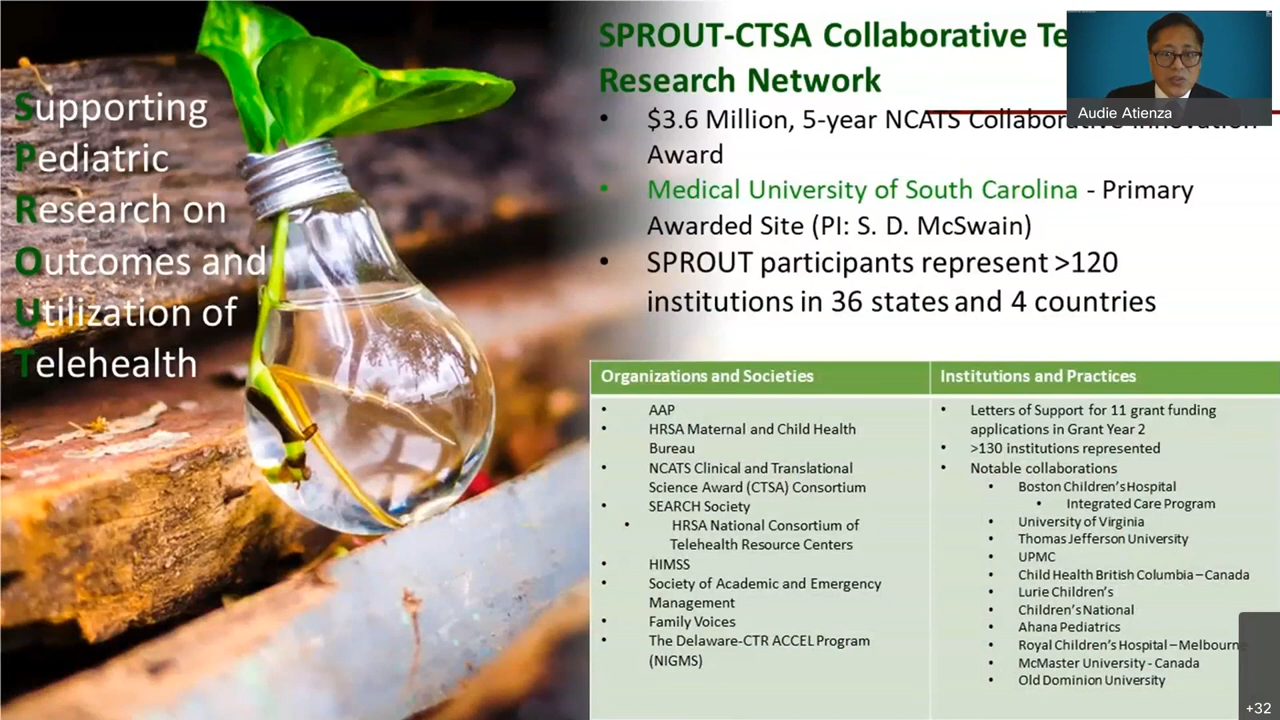 Supporting
Pediatric
Research on
Outcomes and
Utilization of
Telehealth
SPROUT-CTSA Collaborative Te
Research Network
• $3.6 Million, 5-year NCATS Collaborative Innovation
Award
• Medical University of South Carolina - Primary
Awarded Site (PI: S. D. McSwain)
• SPROUT participants represent >120
institutions in 36 states and 4 countries
Audie Atienza
Organizations and Societies
• AAP
• HRSA Maternal and Child Health
Bureau
• NCATS Clinical and Translational
Science Award (CTSA) Consortium
• SEARCH Society
• HRSA National Consortium of
Telehealth Resource Centers
• HIMSS
• Society of Academic and Emergency
Management
• Family Voices
• The Delaware-CTR ACCEL Program
(NIGMS)
Institutions and Practices
• Letters of Support for 11 grant funding
applications in Grant Year 2
• >130 institutions represented
• Notable collaborations
• Boston Children's Hospital
• Integrated Care Program
• University of Virginia
• Thomas Jefferson University
• UPMC
• Child Health British Columbia – Canada
• Lurie Children's
• Children's National
• Ahana Pediatrics
• Royal Children's Hospital – Melbourne
• McMaster University - Canada
• Old Dominion University
+32